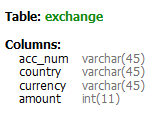 Table: exchange
Columns:
acc_num varchar(45)
country varchar(45)
currency varchar(45)
amount int(11)